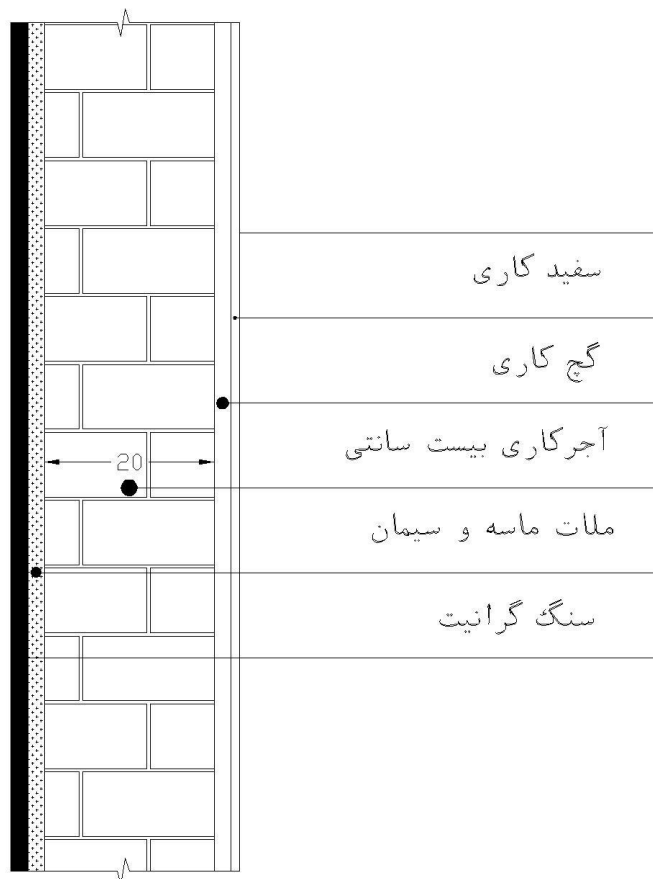 سفید کاری
گچ کاری
آجرکاری بیست سانتی
20
ملات ماسه و سیمان
سنگ گرانیت